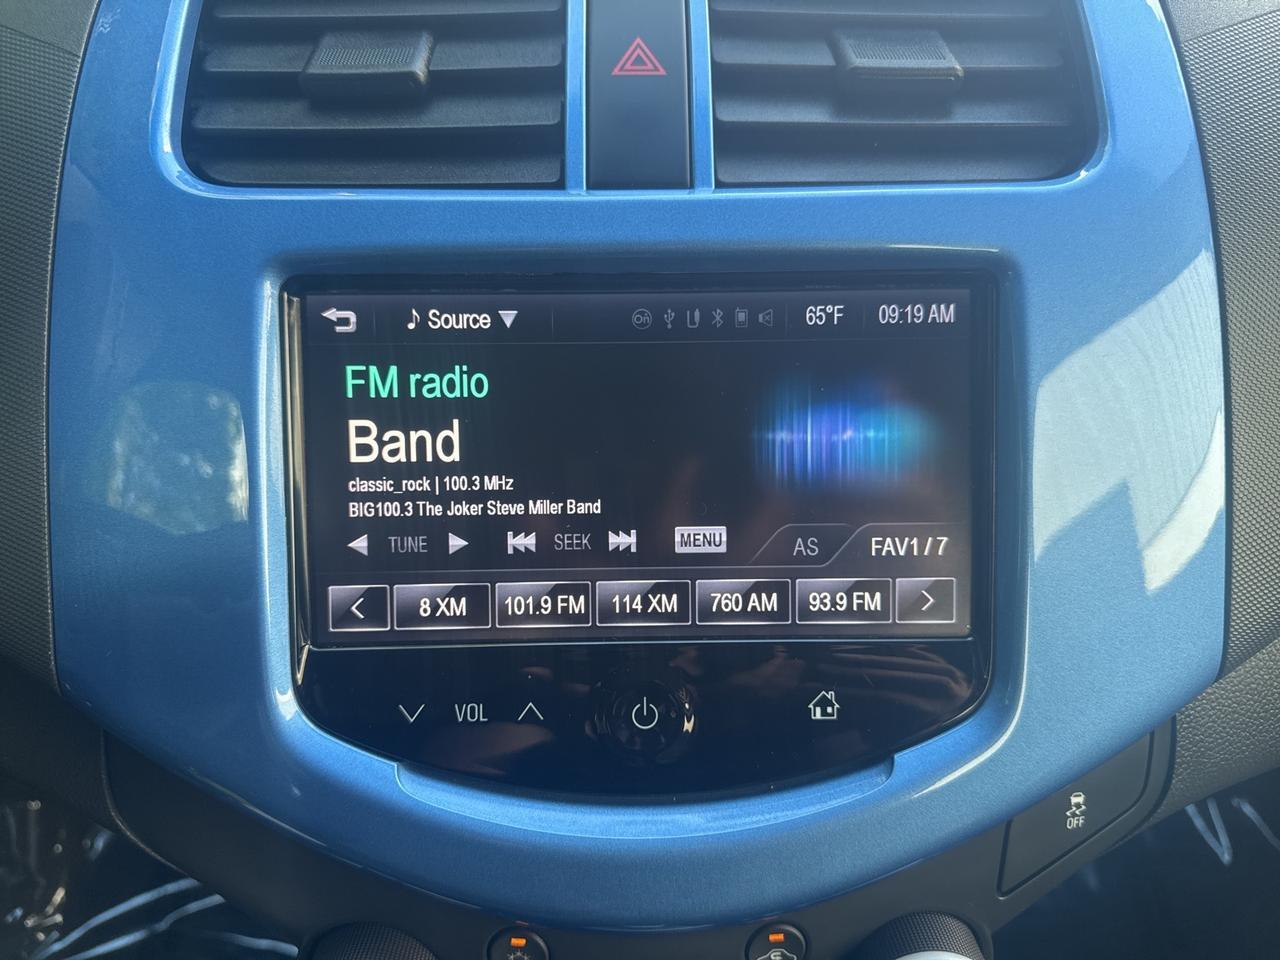 Source
65°F
09:19 AM
FM radio
Band
classic_rock | 100.3 MHz
BIG100.3 The Joker Steve Miller Band
TUNE
SEEK
MENU
AS
FAV1/7
8 XM
101.9 FM
114 XM
760 AM
93.9 FM
VOL
OFF